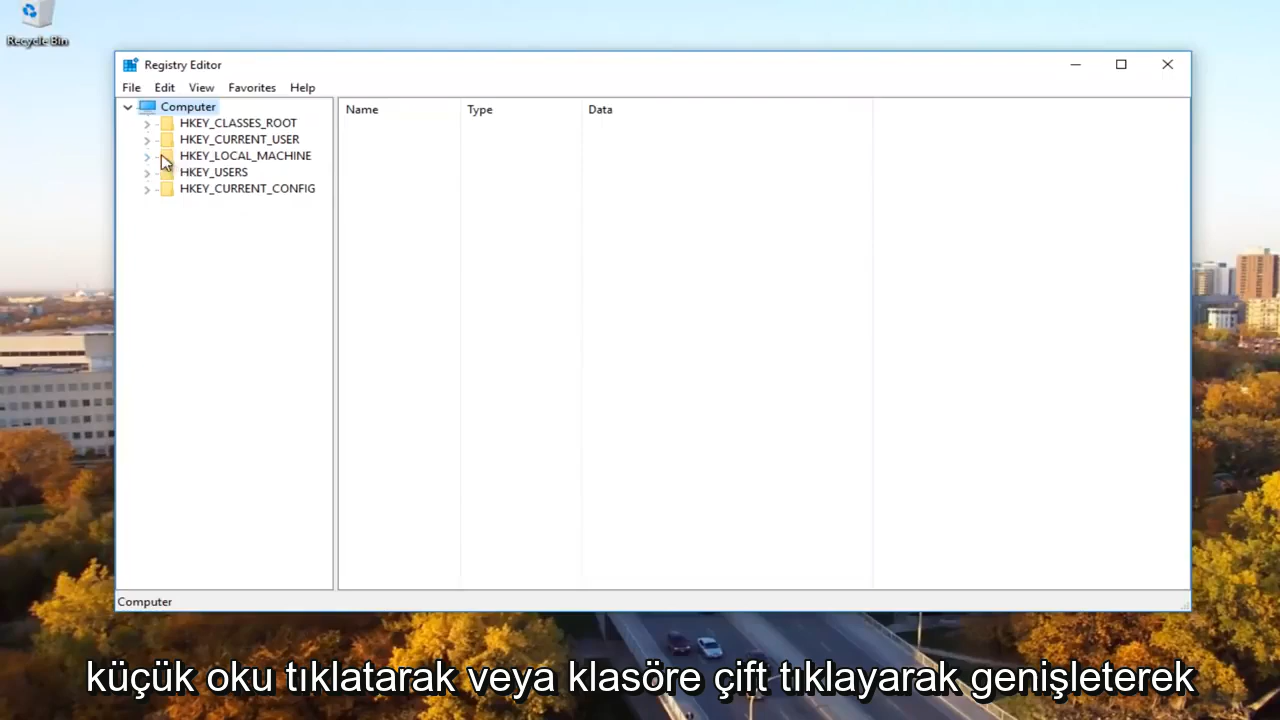 Recycle Bin
Registry Editor
File Edit View Favorites Help
Computer
HKEY_CLASSES_ROOT
HKEY_CURRENT_USER
HKEY_LOCAL_MACHINE
HKEY_USERS
HKEY_CURRENT_CONFIG
Name Type Data
Computer
küçük oku tıklatarak veya klasöre çift tıklayarak genişleterek